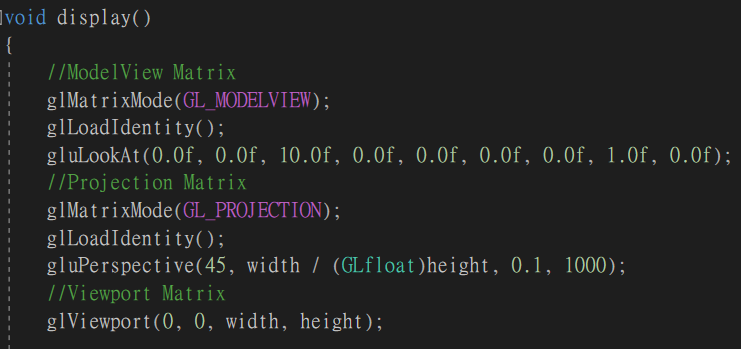 void display()
{
//ModelView Matrix
glMatrixMode(GL_MODELVIEW);
glLoadIdentity();
gluLookAt(0.0f, 0.0f, 10.0f, 0.0f, 0.0f, 0.0f, 0.0f, 1.0f, 0.0f);
//Projection Matrix
glMatrixMode(GL_PROJECTION);
glLoadIdentity();
gluPerspective(45, width / (GLfloat)height, 0.1, 1000);
//Viewport Matrix
glViewport(0, 0, width, height);